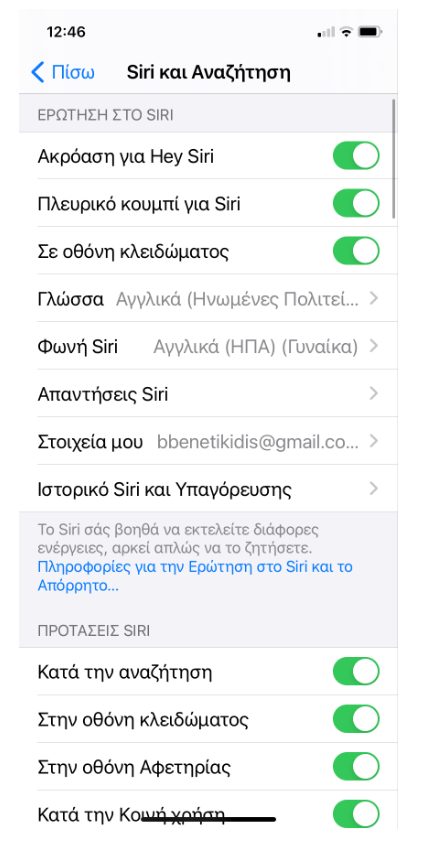 12:46
Πίσω Siri και Αναζήτηση
ΕΡΩΤΗΣΗ ΣΤΟ SIRI
Ακρόαση για Hey Siri
Πλευρικό κουμπί για Siri
Σε οθόνη κλειδώματος
Γλώσσα Αγγλικά (Ηνωμένες Πολιτεί...
Φωνή Siri Αγγλικά (ΗΠΑ) (Γυναίκα)
Απαντήσεις Siri
Στοιχεία μου bbenetikidis@gmail.co...
Ιστορικό Siri και Υπαγόρευσης
Το Siri σάς βοηθά να εκτελείτε διάφορες
ενέργειες, αρκεί απλώς να το ζητήσετε.
Πληροφορίες για την Ερώτηση στο Siri και το
Απόρρητο...
ΠΡΟΤΑΣΕΙΣ SIRI
Κατά την αναζήτηση
Στην οθόνη κλειδώματος
Στην οθόνη Αφετηρίας
Κατά την Κοινή χρήση